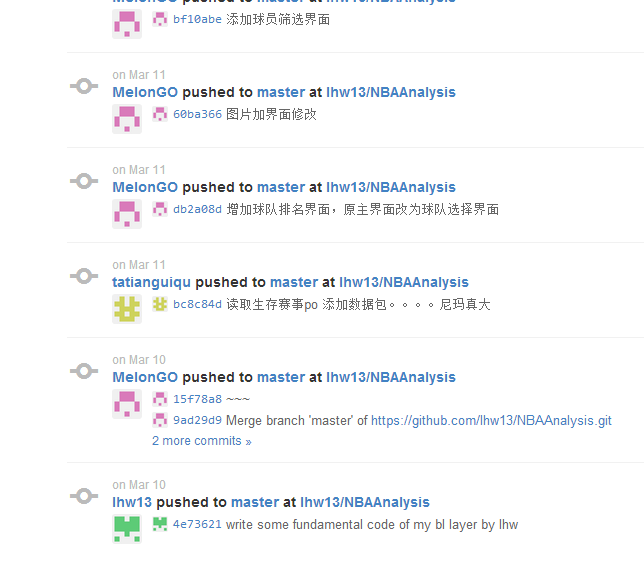 bf10abe 添加球员筛选界面
on Mar 11
MelonGO pushed to master at lhw13/NBAAnalysis
60ba366 图片加界面修改
on Mar 11
MelonGO pushed to master at lhw13/NBAAnalysis
db2a08d 增加球队排名界面，原主界面改为球队选择界面
on Mar 11
tatianguiqu pushed to master at lhw13/NBAAnalysis
bc8c84d 读取生存赛事po 添加数据包。。。。尼玛真大
on Mar 10
MelonGO pushed to master at lhw13/NBAAnalysis
15f78a8 ~~~
9ad29d9 Merge branch 'master' of https://github.com/lhw13/NBAAnalysis.git
2 more commits »
on Mar 10
lhw13 pushed to master at lhw13/NBAAnalysis
4e73621 write some fundamental code of my bl layer by lhw